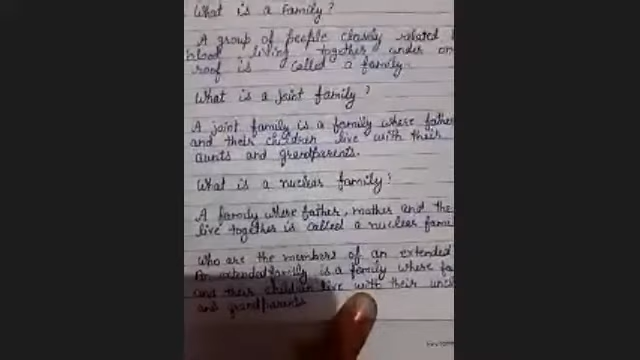 What is a Family?
A group of people closely related
blood living together under
roof is called a family.
What is a joint family?
A joint family is a family where
and their children live with their
aunts and grandparents.
What is a nuclear family?
A family where father, mother and
live together is called a nuclear
Who are the members of an extended
An extended family is a family where
and their children live with their
and grandparents